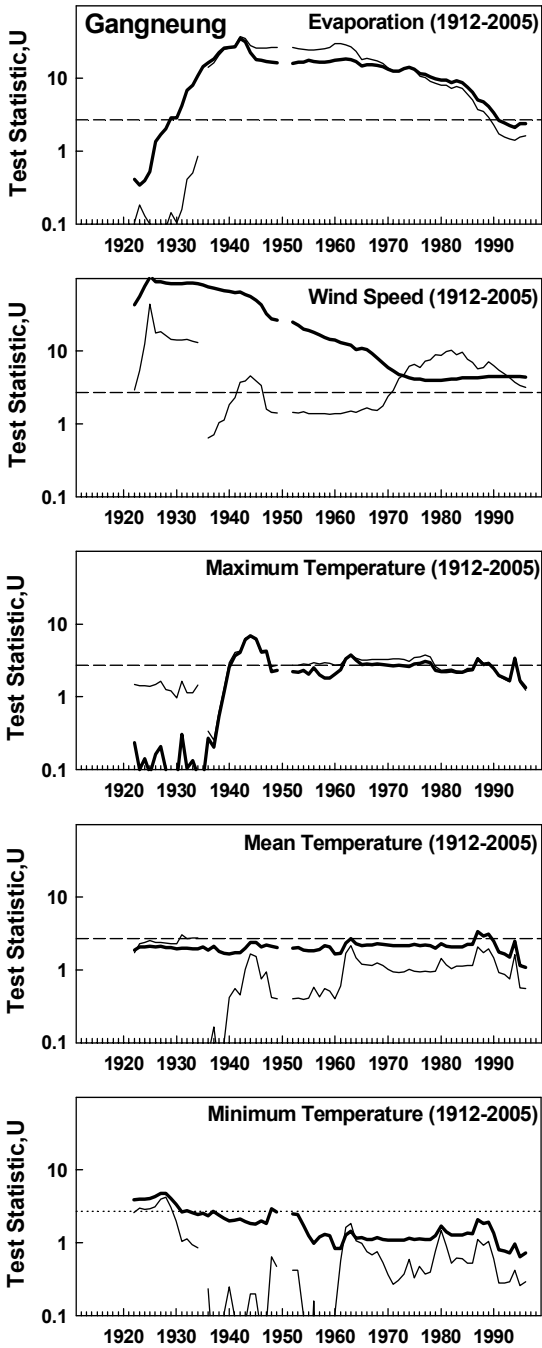 Gangneung Evaporation (1912-2005)
Test Statistic,U
10
1
0.1
1920 1930 1940 1950 1960 1970 1980 1990
Wind Speed (1912-2005)
Test Statistic,U
10
1
0.1
1920 1930 1940 1950 1960 1970 1980 1990
Maximum Temperature (1912-2005)
Test Statistic,U
10
1
0.1
1920 1930 1940 1950 1960 1970 1980 1990
Mean Temperature (1912-2005)
Test Statistic,U
10
1
0.1
1920 1930 1940 1950 1960 1970 1980 1990
Minimum Temperature (1912-2005)
Test Statistic,U
10
1
0.1
1920 1930 1940 1950 1960 1970 1980 1990